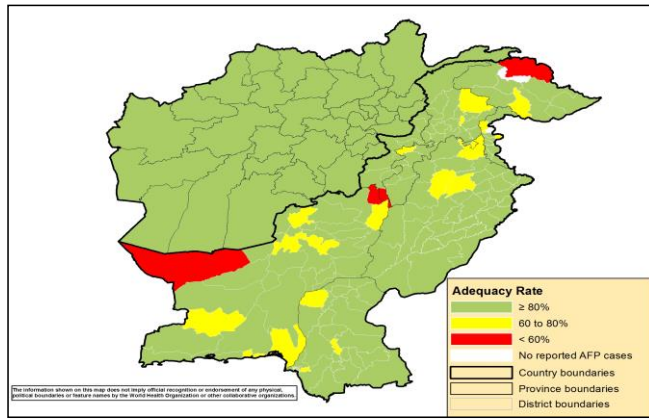 Adequacy Rate
≥ 80%
60 to 80%
< 60%
No reported AFP cases
Country boundaries
Province boundaries
District boundaries
The information shown on this map does not imply official recognition or endorsement of any physical,
political boundaries or feature names by the World Health Organization or other collaborative organizations.